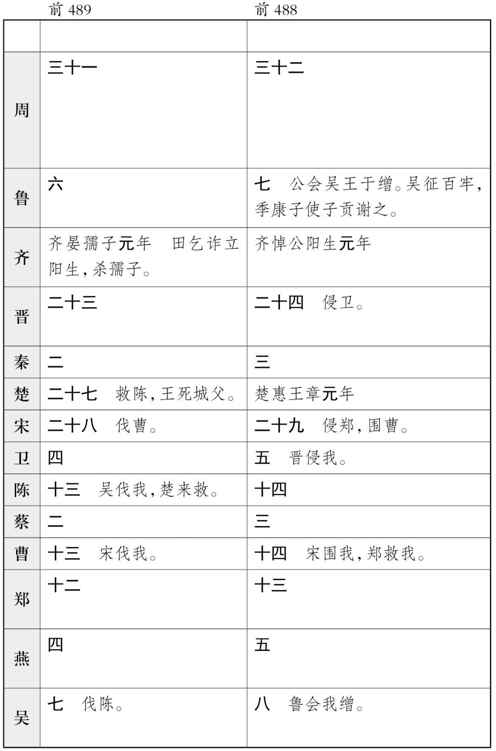 前 489 前 488
周 三十一 三十二
鲁 六 七 公会吴王于缯。吴征百牢，
季康子使子贡谢之。
齐 齐晏孺子元年 田乞诈立 齐悼公阳生元年
阳生，杀孺子。
晋 二十三 二十四 侵卫。
秦 二 三
楚 二十七 救陈，王死城父。 楚惠王章元年
宋 二十八 伐曹。 二十九 侵郑，围曹。
卫 四 五 晋侵我。
陈 十三 吴伐我，楚来救。 十四
蔡 二 三
曹 十三 宋伐我。 十四 宋围我，郑救我。
郑 十二 十三
燕 四 五
吴 七 伐陈。 八 鲁会我缯。